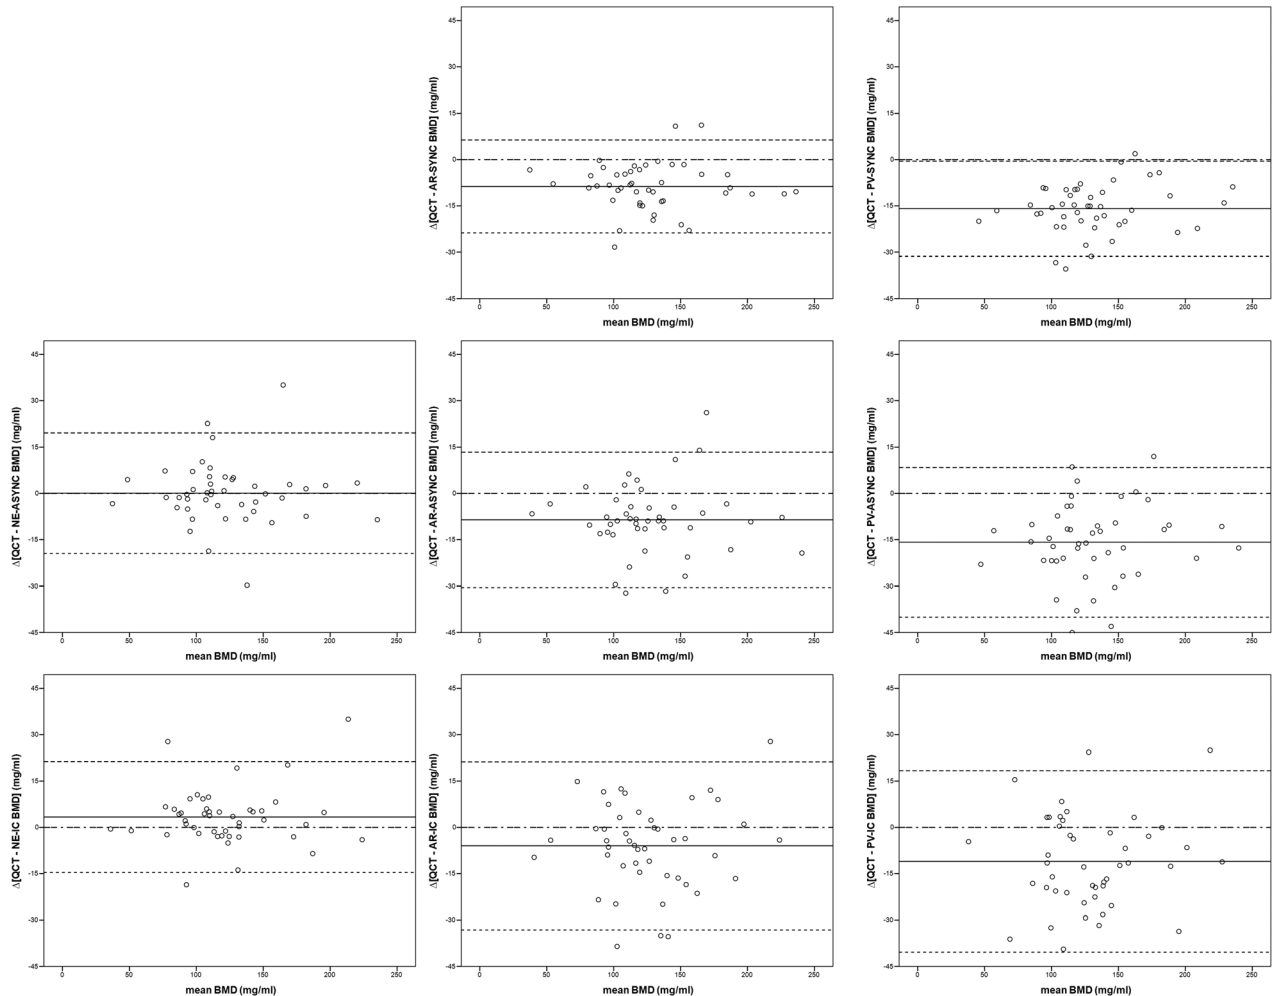 Δ[QCT - AR-SYNC BMD] (mg/ml)
45
30
15
0
-15
-30
-45
0 50 100 150 200 250
mean BMD (mg/ml)
Δ[QCT - PV-SYNC BMD] (mg/ml)
45
30
15
0
-15
-30
-45
0 50 100 150 200 250
mean BMD (mg/ml)
Δ[QCT - NE-ASYNC BMD] (mg/ml)
45
30
15
0
-15
-30
-45
0 50 100 150 200 250
mean BMD (mg/ml)
Δ[QCT - AR-ASYNC BMD] (mg/ml)
45
30
15
0
-15
-30
-45
0 50 100 150 200 250
mean BMD (mg/ml)
Δ[QCT - PV-ASYNC BMD] (mg/ml)
45
30
15
0
-15
-30
-45
0 50 100 150 200 250
mean BMD (mg/ml)
Δ[QCT - NE-IC BMD] (mg/ml)
45
30
15
0
-15
-30
-45
0 50 100 150 200 250
mean BMD (mg/ml)
Δ[QCT - AR-IC BMD] (mg/ml)
45
30
15
0
-15
-30
-45
0 50 100 150 200 250
mean BMD (mg/ml)
Δ[QCT - PV-IC BMD] (mg/ml)
45
30
15
0
-15
-30
-45
0 50 100 150 200 250
mean BMD (mg/ml)